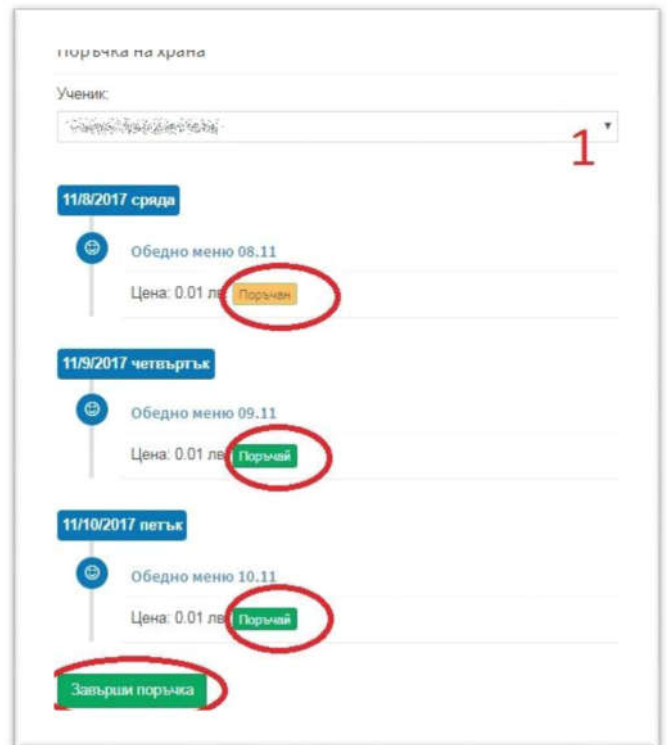 Поръчка на храна
Ученик:
1
11/8/2017 сряда
Обедно меню 08.11
Цена: 0.01 лв. Поръчан
11/9/2017 четвъртък
Обедно меню 09.11
Цена: 0.01 лв. Поръчай
11/10/2017 петък
Обедно меню 10.11
Цена: 0.01 лв. Поръчай
Завърши поръчка